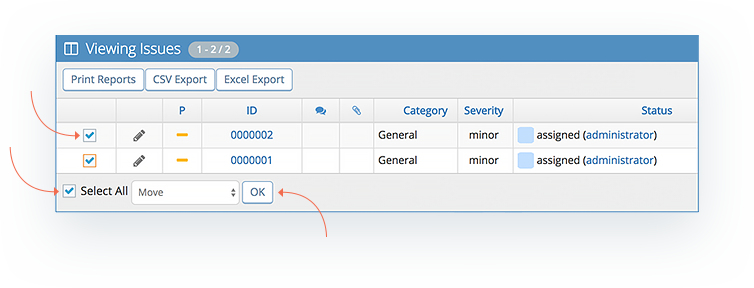 Viewing Issues 1 - 2 / 2
Print Reports CSV Export Excel Export
P ID Category Severity Status
0000002 General minor assigned (administrator)
0000001 General minor assigned (administrator)
Select All Move OK